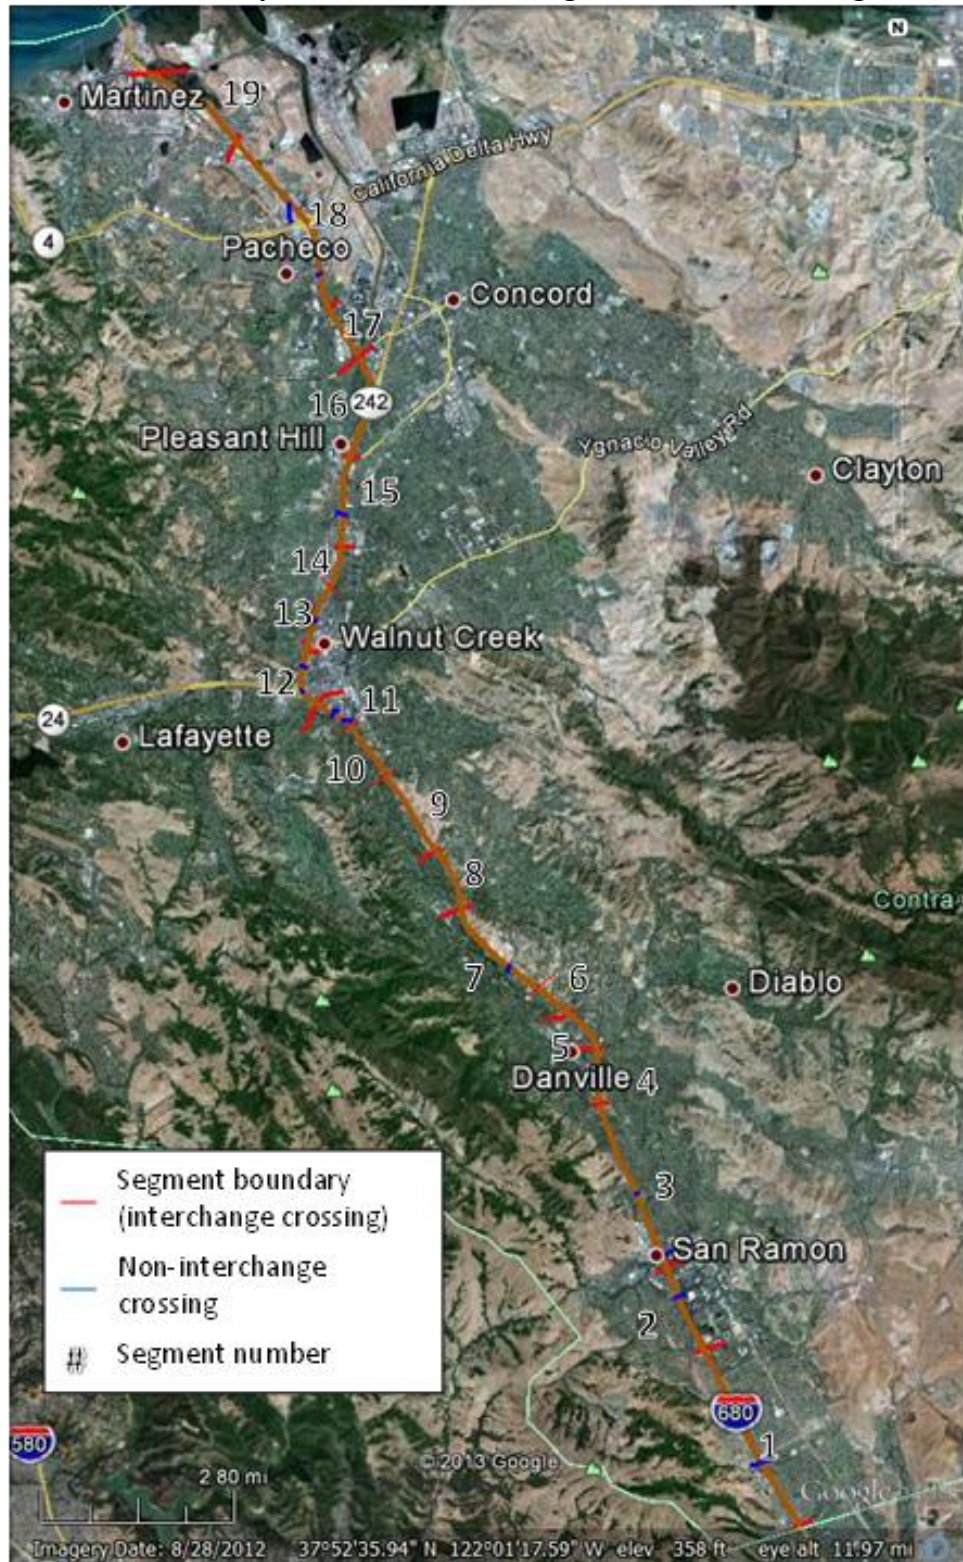 N
Martinez
19
California Delta Hwy
18
4
Pacheco
Concord
17
16
242
Pleasant Hill
Ygnacio Valley Rd
Clayton
15
14
13
Walnut Creek
12
11
24
Lafayette
10
9
8
Contra
7
6
Diablo
5
Danville
4
3
San Ramon
2
Segment boundary
(interchange crossing)
Non-interchange
crossing
# Segment number
680
1
580
© 2013 Google
2.80 mi
Google
Imagery Date: 8/28/2012 37°52'35.94" N 122°01'17.59" W elev 358 ft eye alt 11.97 mi